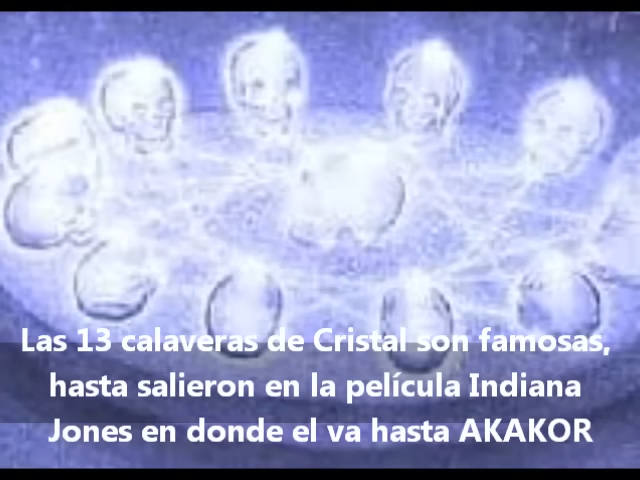 Las 13 calaveras de Cristal son famosas,
hasta salieron en la película Indiana
Jones en donde el va hasta AKAKOR